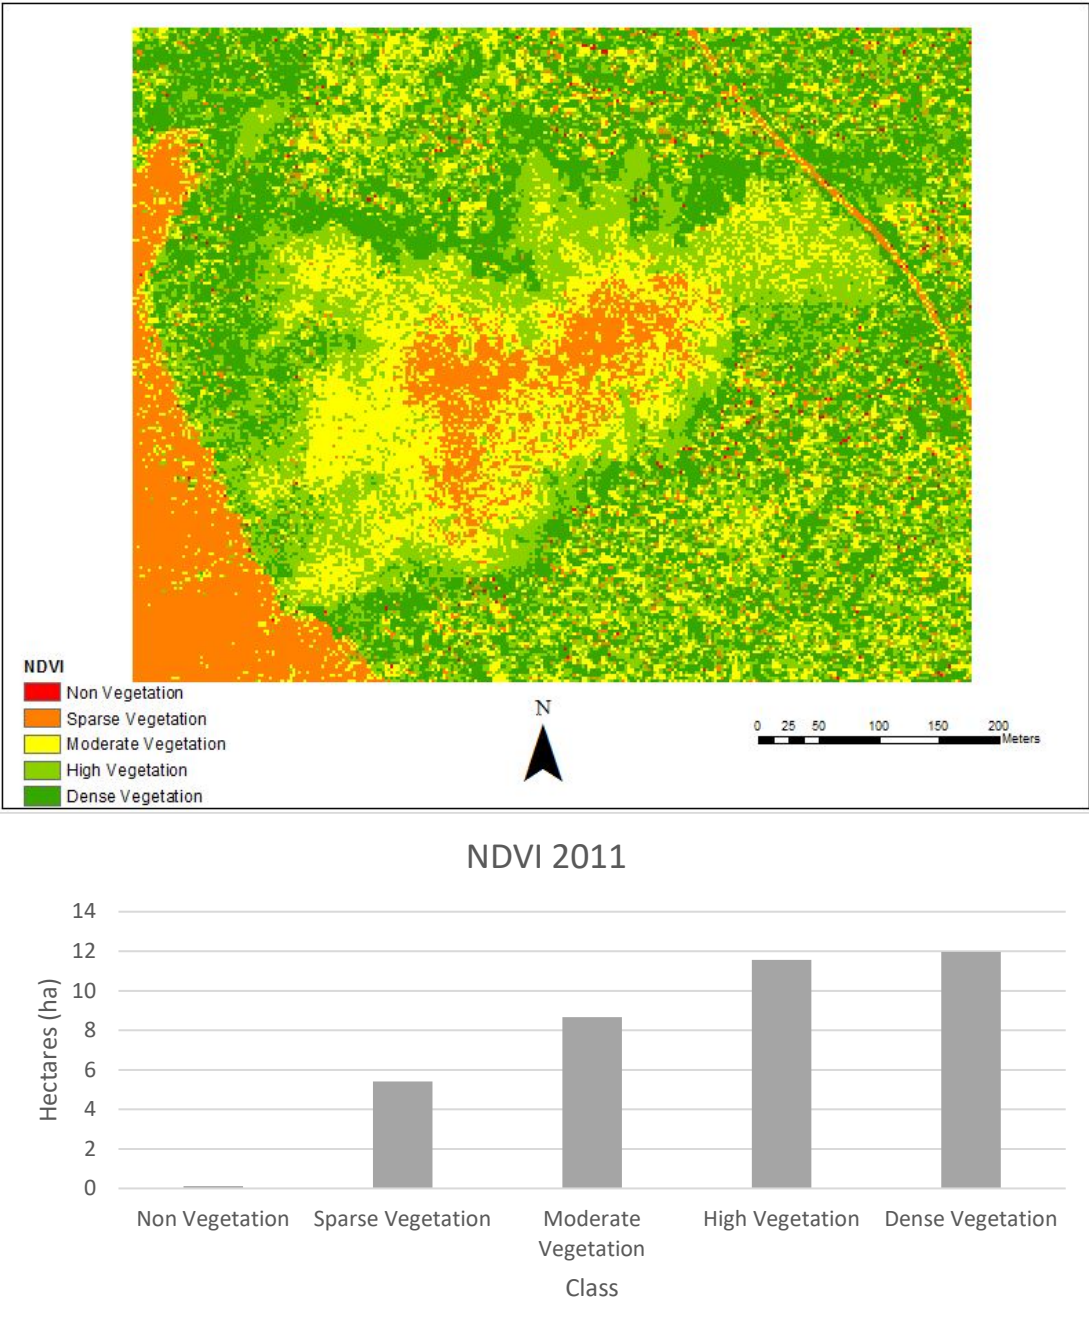 NDVI
Non Vegetation
Sparse Vegetation
Moderate Vegetation
High Vegetation
Dense Vegetation
N
0 25 50 100 150 200
Meters
NDVI 2011
14
12
10
8
6
4
2
0
Hectares (ha)
Non Vegetation Sparse Vegetation Moderate Vegetation High Vegetation Dense Vegetation
Class